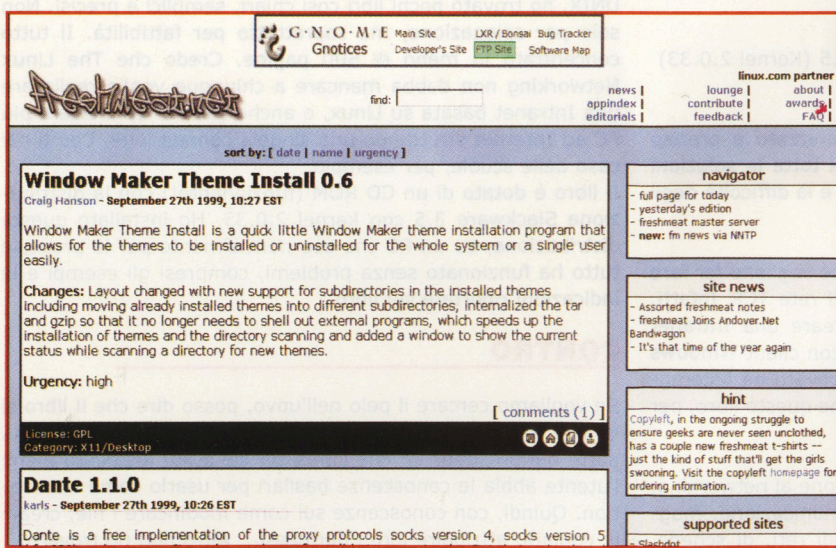 G·N·O·M·E Main Site LXR / Bonsai Bug Tracker
Gnotices Developer's Site FTP Site Software Map
freshmeat.net
linux.com partner
find:
news | lounge | about |
appindex | contribute | awards |
editorials | feedback | FAQ |
sort by: [ date | name | urgency ]
Window Maker Theme Install 0.6
Craig Hanson - September 27th 1999, 10:27 EST
Window Maker Theme Install is a quick little Window Maker theme installation program that
allows for the themes to be installed or uninstalled for the whole system or a single user
easily.
Changes: Layout changed with new support for subdirectories in the installed themes
including moving already installed themes into different subdirectories, internalized the tar
and gzip so that it no longer needs to shell out external programs, which speeds up the
installation of themes and the directory scanning and added a window to show the current
status while scanning a directory for new themes.
Urgency: high
[ comments (1) ]
License: GPL
Category: X11/Desktop
Dante 1.1.0
karls - September 27th 1999, 10:26 EST
Dante is a free implementation of the proxy protocols socks version 4, socks version 5
navigator
- full page for today
- yesterday's edition
- freshmeat master server
- new: fm news via NNTP
site news
- Assorted freshmeat notes
- freshmeat Joins Andover.Net
Bandwagon
- It's that time of the year again
hint
Copyleft, in the ongoing struggle to
ensure geeks are never seen unclothed,
has a couple new freshmeat t-shirts --
just the kind of stuff that'll get the girls
swooning. Visit the copyleft homepage for
ordering information.
supported sites
- Slashdot